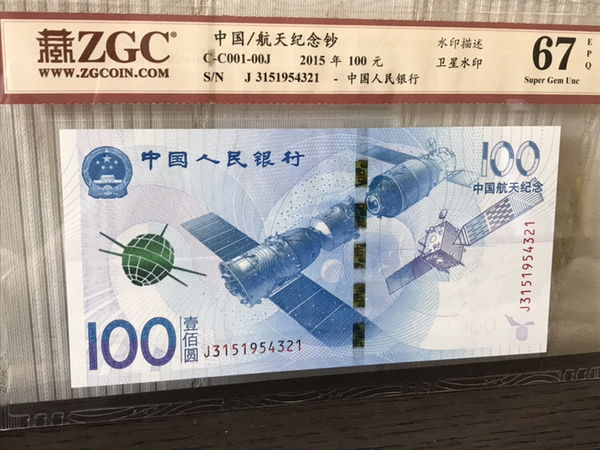 藏ZGC®
WWW.ZGCOIN.COM
中国/航天纪念钞
C-C001-00J 2015 年 100 元
S/N J 3151954321 - 中国人民银行
水印描述
卫星水印
67
EPQ
Super Gem Unc
中国人民银行
100
中国航天纪念
J3151954321
100
壹佰圆
J3151954321